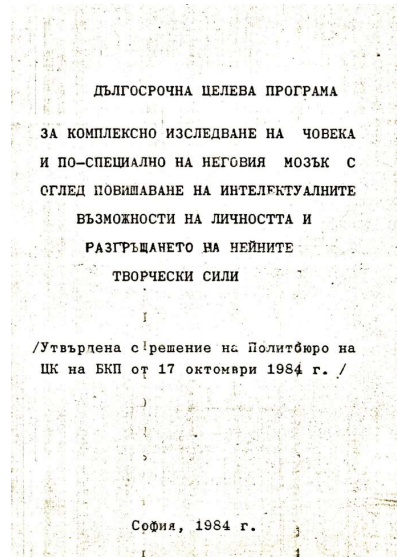 ДЪЛГОСРОЧНА ЦЕЛЕВА ПРОГРАМА
ЗА КОМПЛЕКСНО ИЗСЛЕДВАНЕ НА ЧОВЕКА
И ПО-СПЕЦИАЛНО НА НЕГОВИЯ МОЗЪК С
ОГЛЕД ПОВИШАВАНЕ НА ИНТЕЛЕКТУАЛНИТЕ
ВЪЗМОЖНОСТИ НА ЛИЧНОСТТА И
РАЗГРЪЩАНЕТО НА НЕЙНИТЕ
ТВОРЧЕСКИ СИЛИ
/Утвърдена с решение на Политбюро на
ЦК на БКП от 17 октомври 1984 г. /
София, 1984 г.